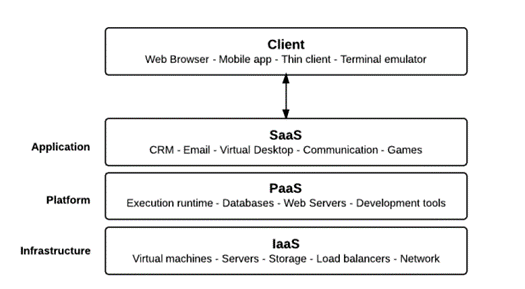 Client
Web Browser - Mobile app - Thin client - Terminal emulator
SaaS
Application
CRM - Email - Virtual Desktop - Communication - Games
PaaS
Platform
Execution runtime - Databases - Web Servers - Development tools
IaaS
Infrastructure
Virtual machines - Servers - Storage - Load balancers - Network